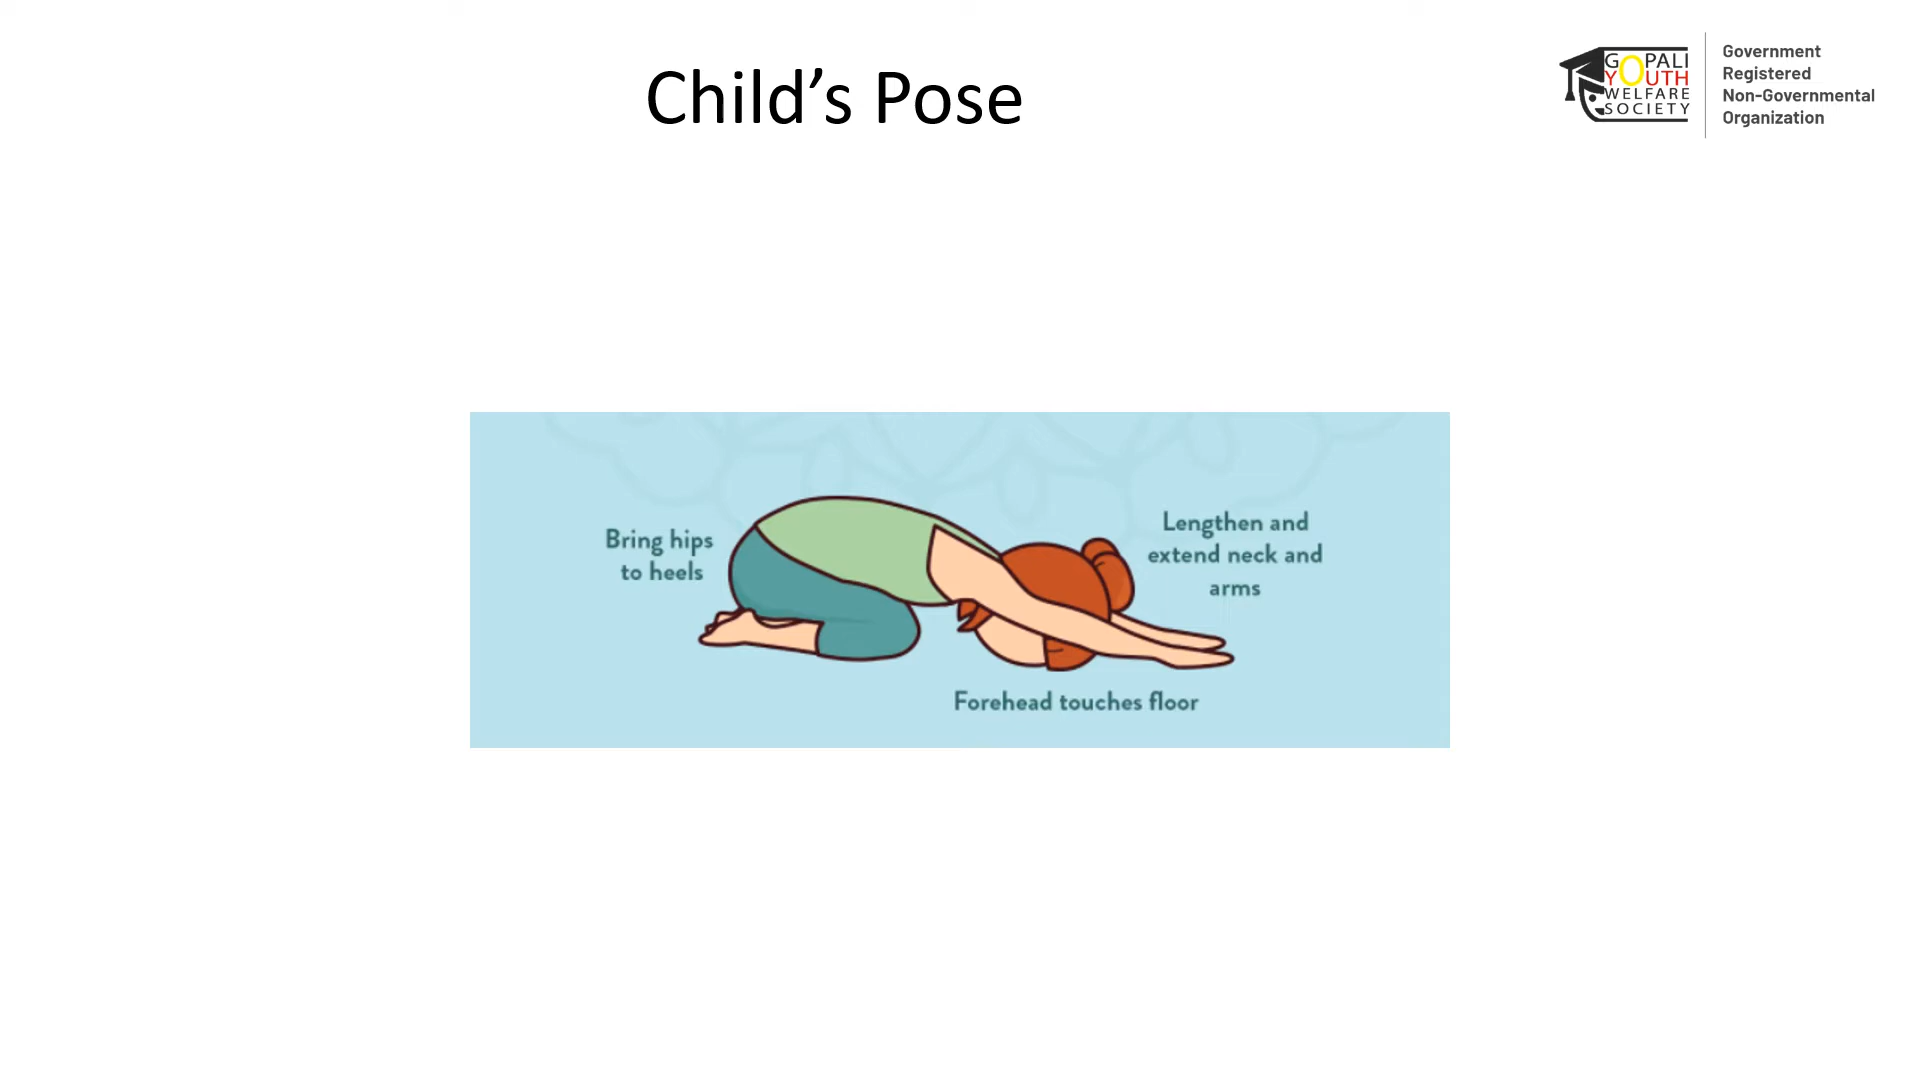 Child’s Pose
GOPALI
YOUTH
WELFARE
SOCIETY
Government
Registered
Non-Governmental
Organization
Bring hips
to heels
Lengthen and
extend neck and
arms
Forehead touches floor